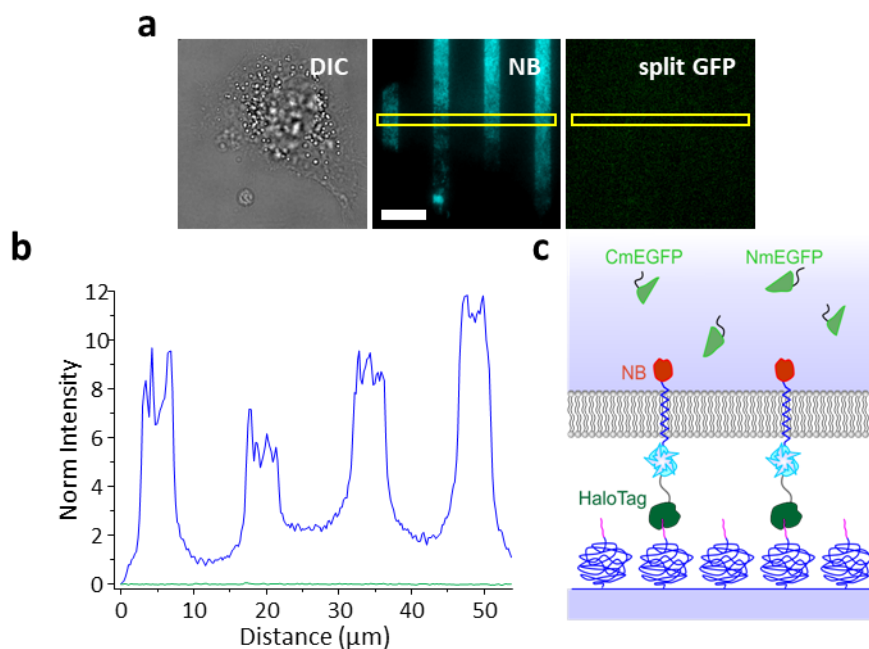 a
DIC
NB
split GFP
b
12
10
8
6
4
2
0
Norm Intensity
0 10 20 30 40 50
Distance (μm)
c
CmEGFP
NmEGFP
NB
HaloTag